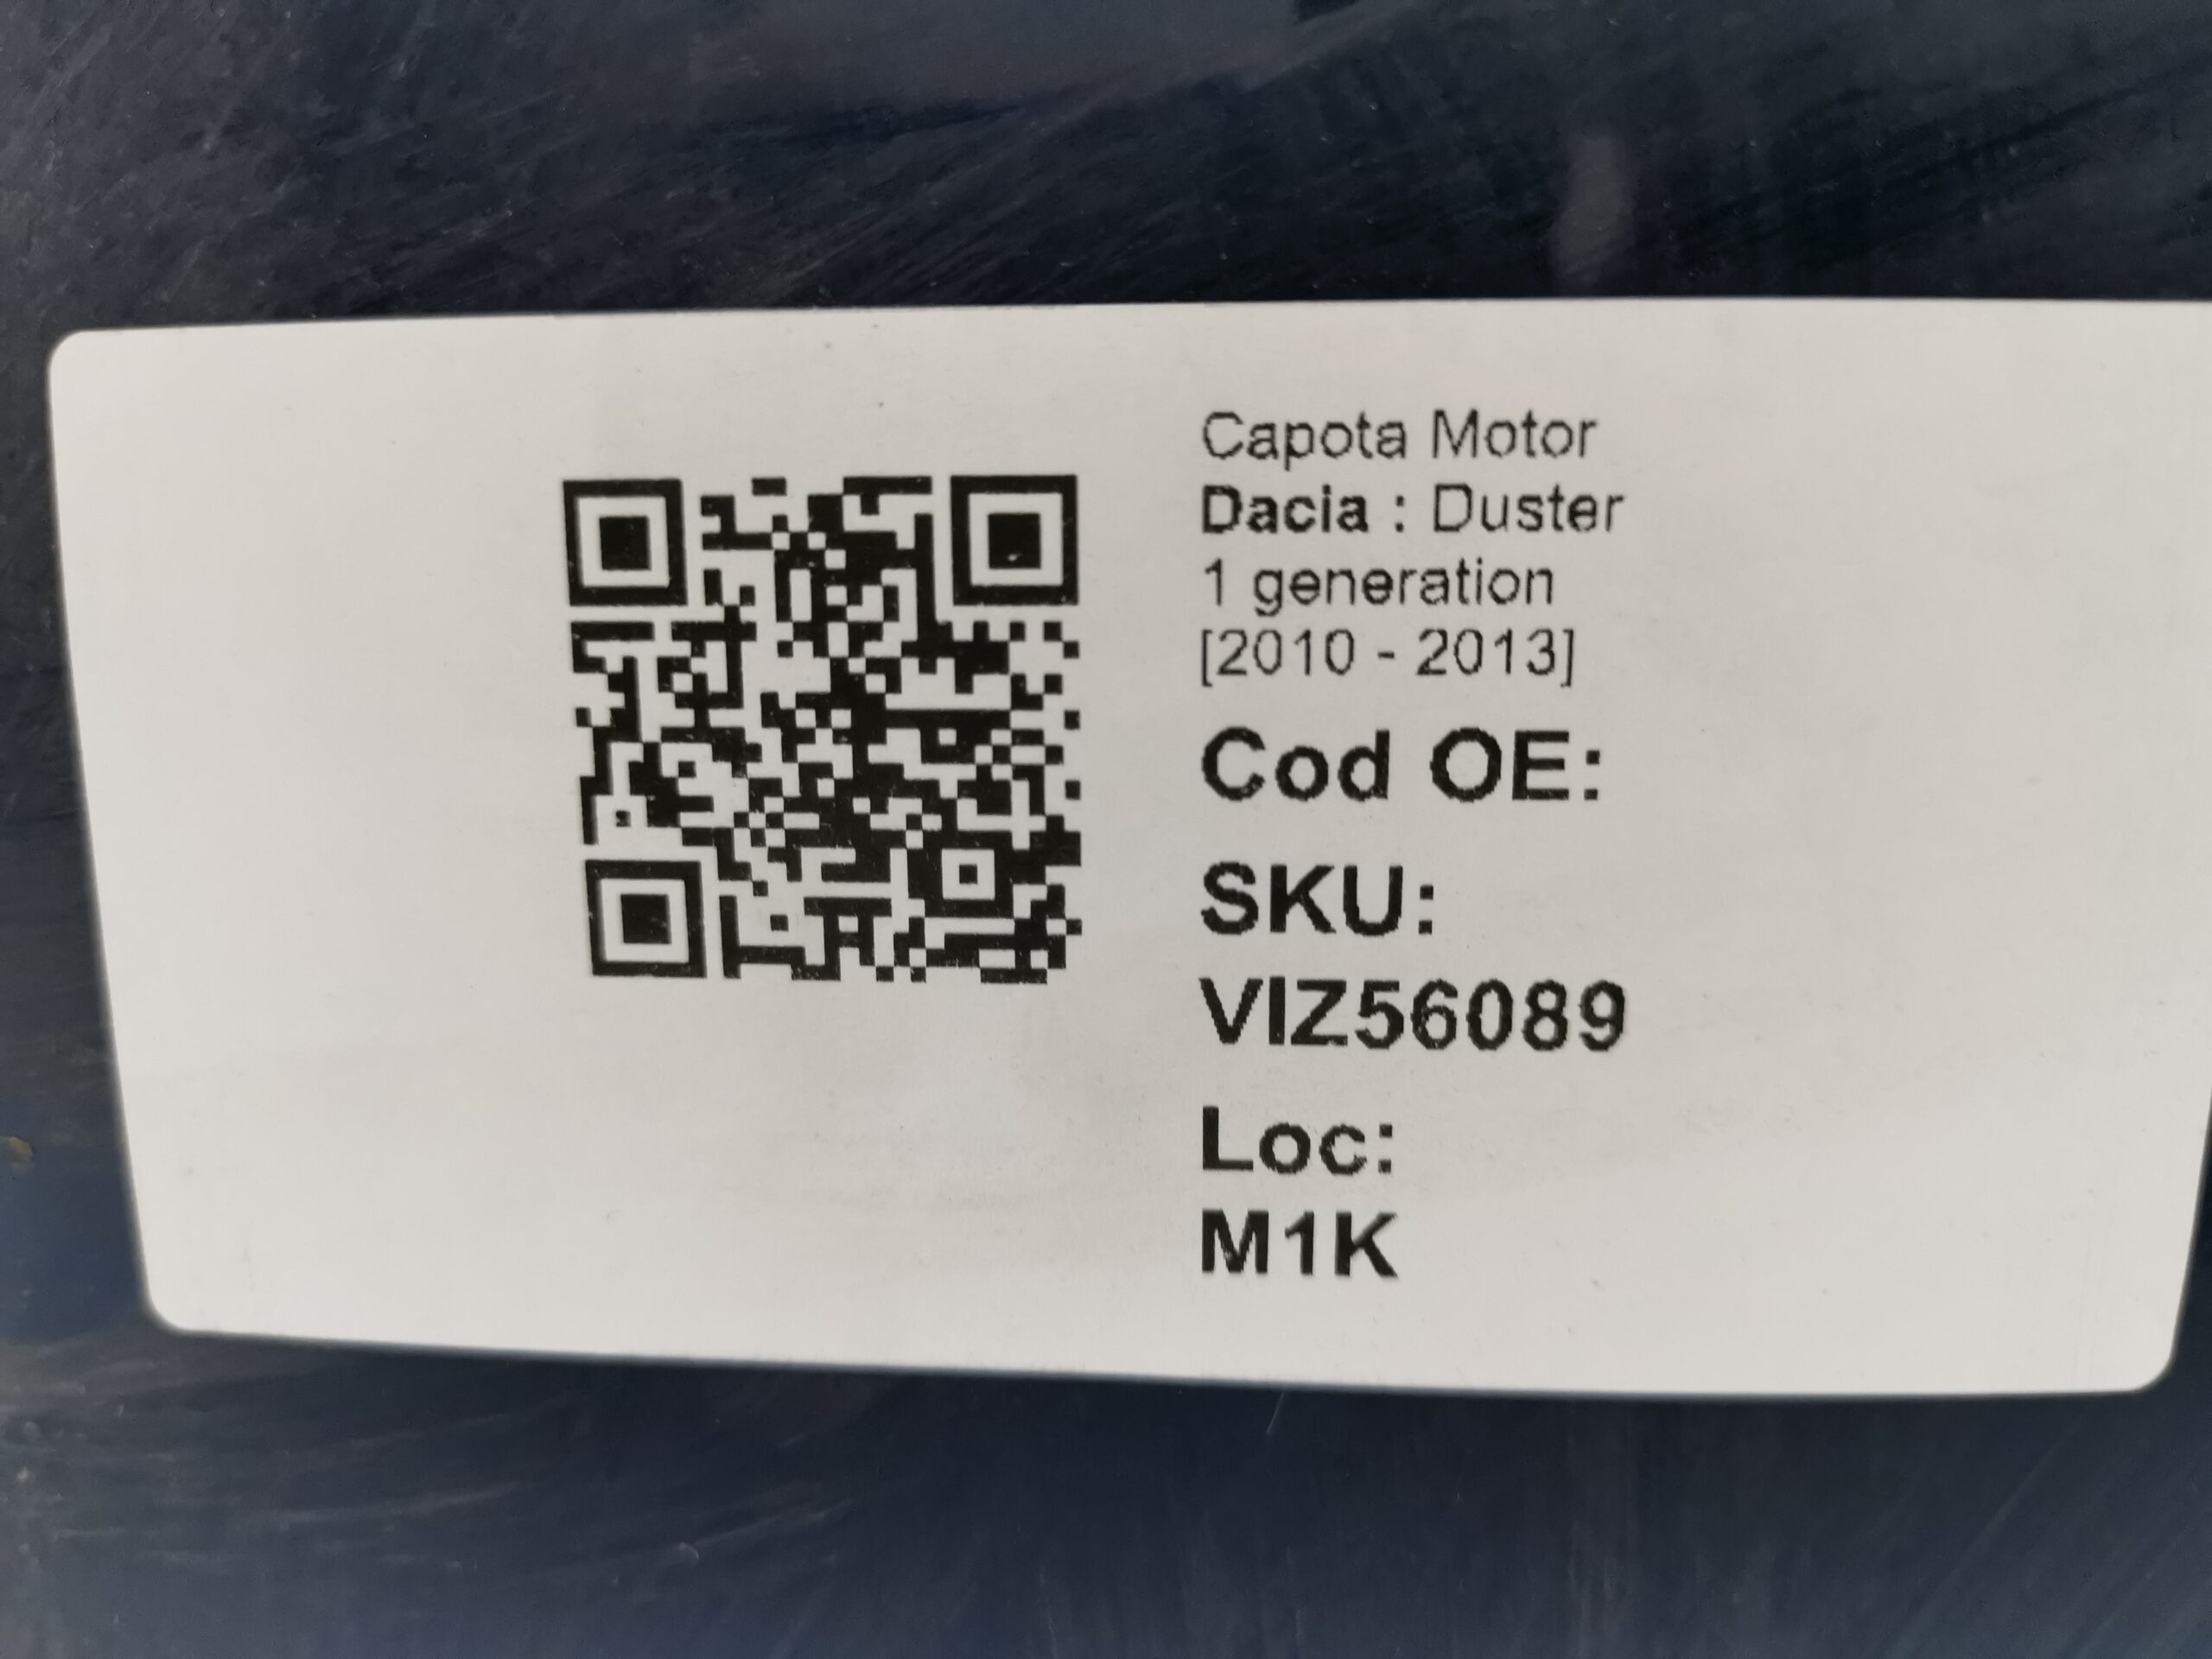 Capota Motor
Dacia : Duster
1 generation
[2010 - 2013]
Cod OE:
SKU:
VIZ56089
Loc:
M1K